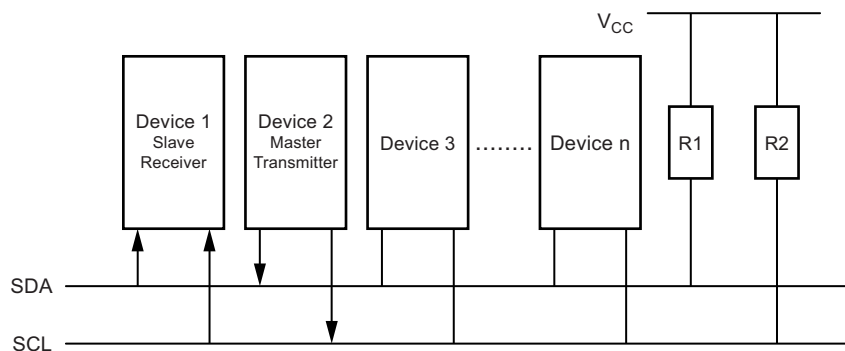 VCC
Device 1
Slave
Receiver
Device 2
Master
Transmitter
Device 3
........
Device n
R1
R2
SDA
SCL